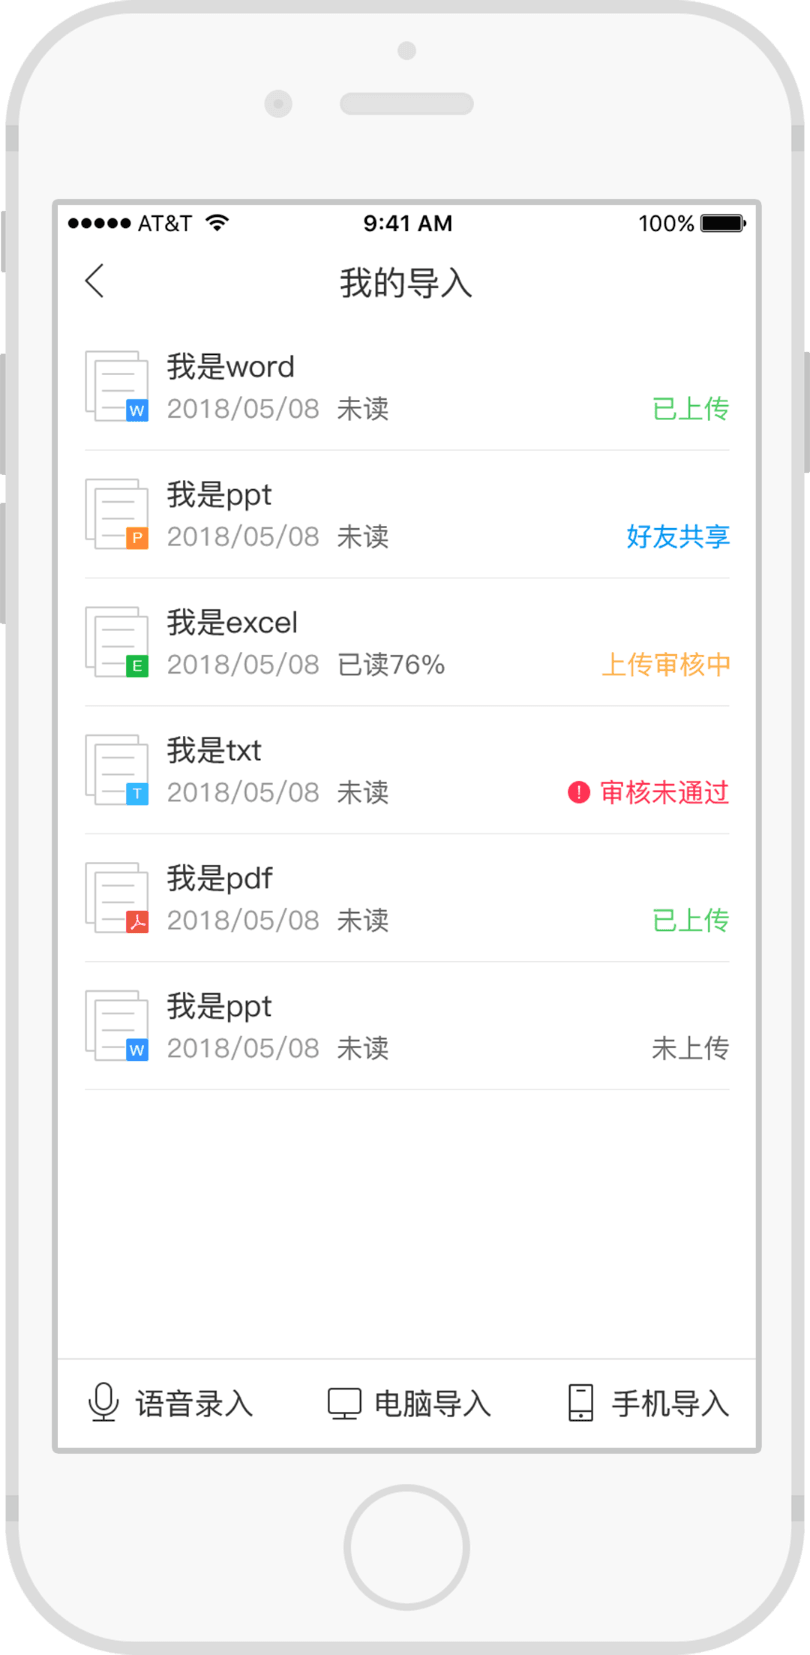 AT&T 9:41 AM 100%
我的导入
我是word
W 2018/05/08 未读 已上传
我是ppt
P 2018/05/08 未读 好友共享
我是excel
E 2018/05/08 已读76% 上传审核中
我是txt
T 2018/05/08 未读 ! 审核未通过
我是pdf
2018/05/08 未读 已上传
我是ppt
W 2018/05/08 未读 未上传
语音录入 电脑导入 手机导入